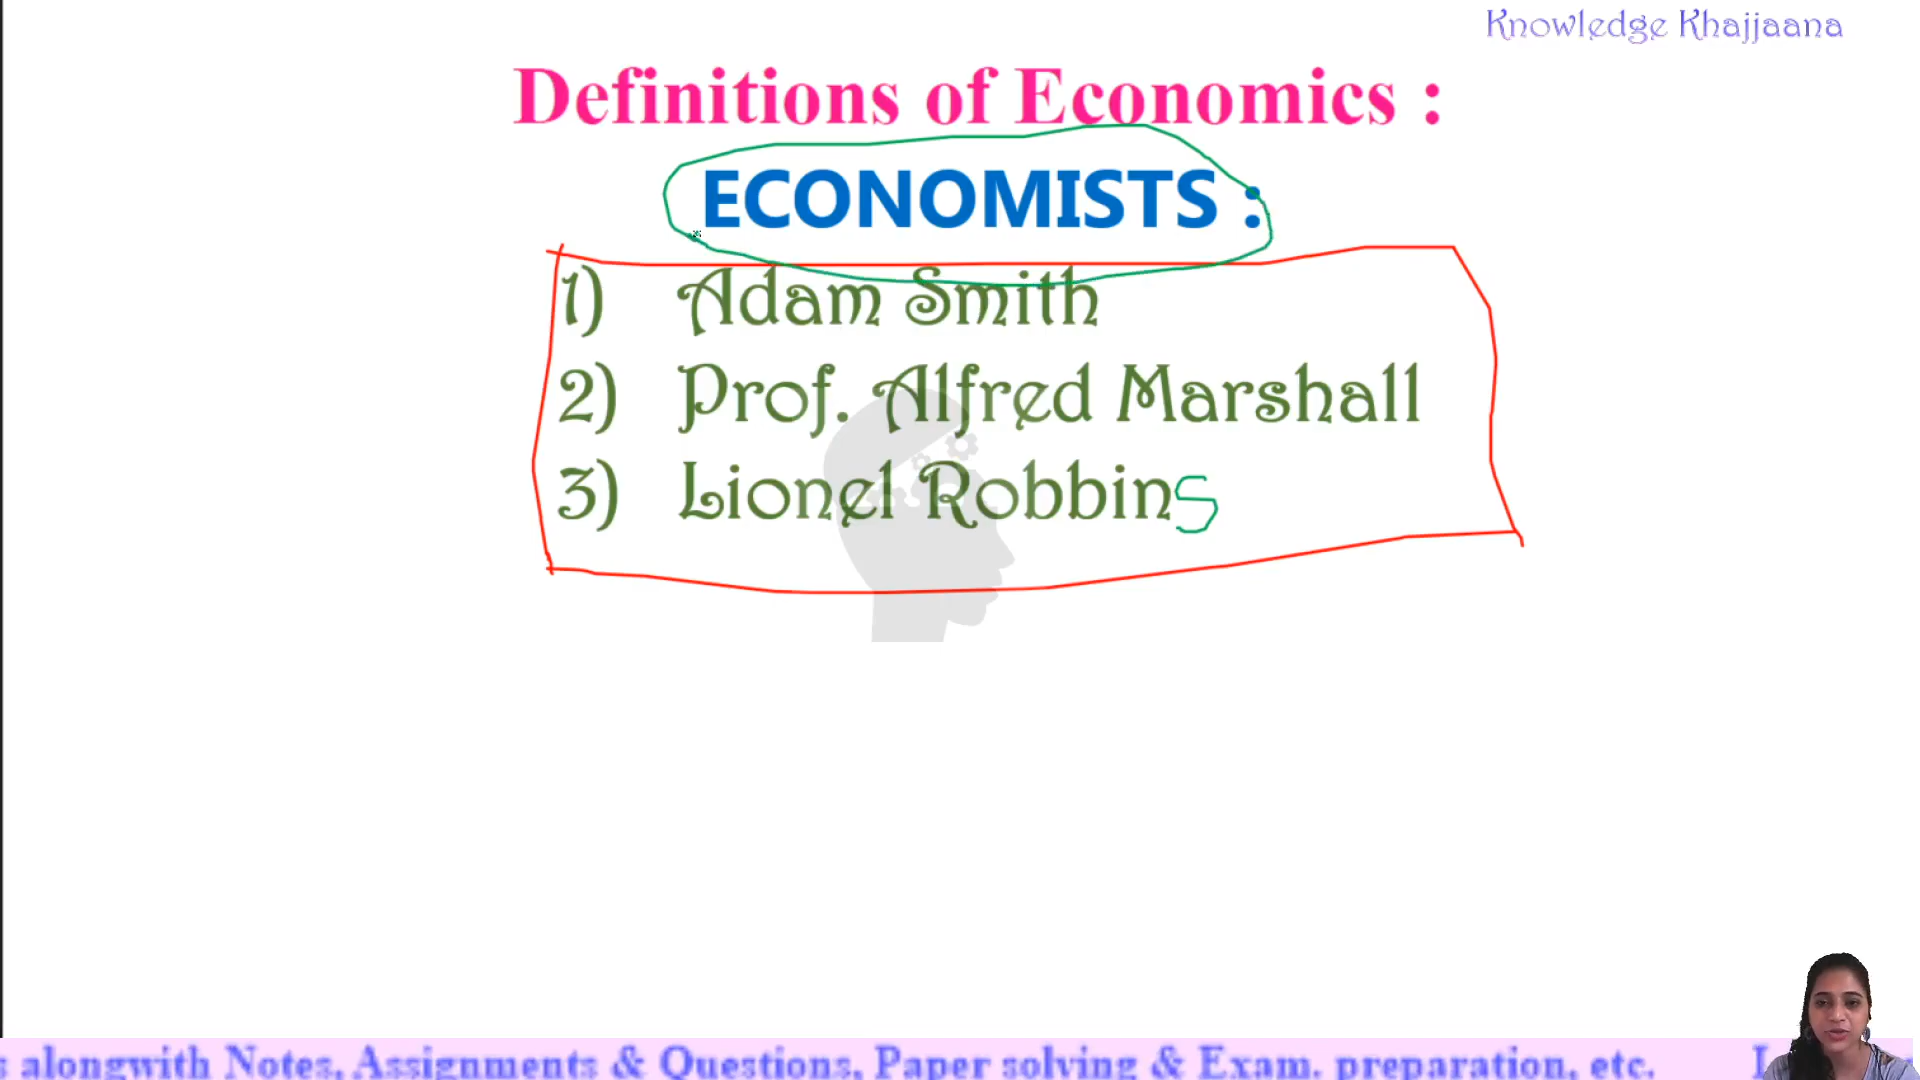 Knowledge Khajjaana
Definitions of Economics :
ECONOMISTS :
1) Adam Smith
2) Prof. Alfred Marshall
3) Lionel Robbins
s alongwith Notes, Assignments & Questions, Paper solving & Exam. preparation, etc.